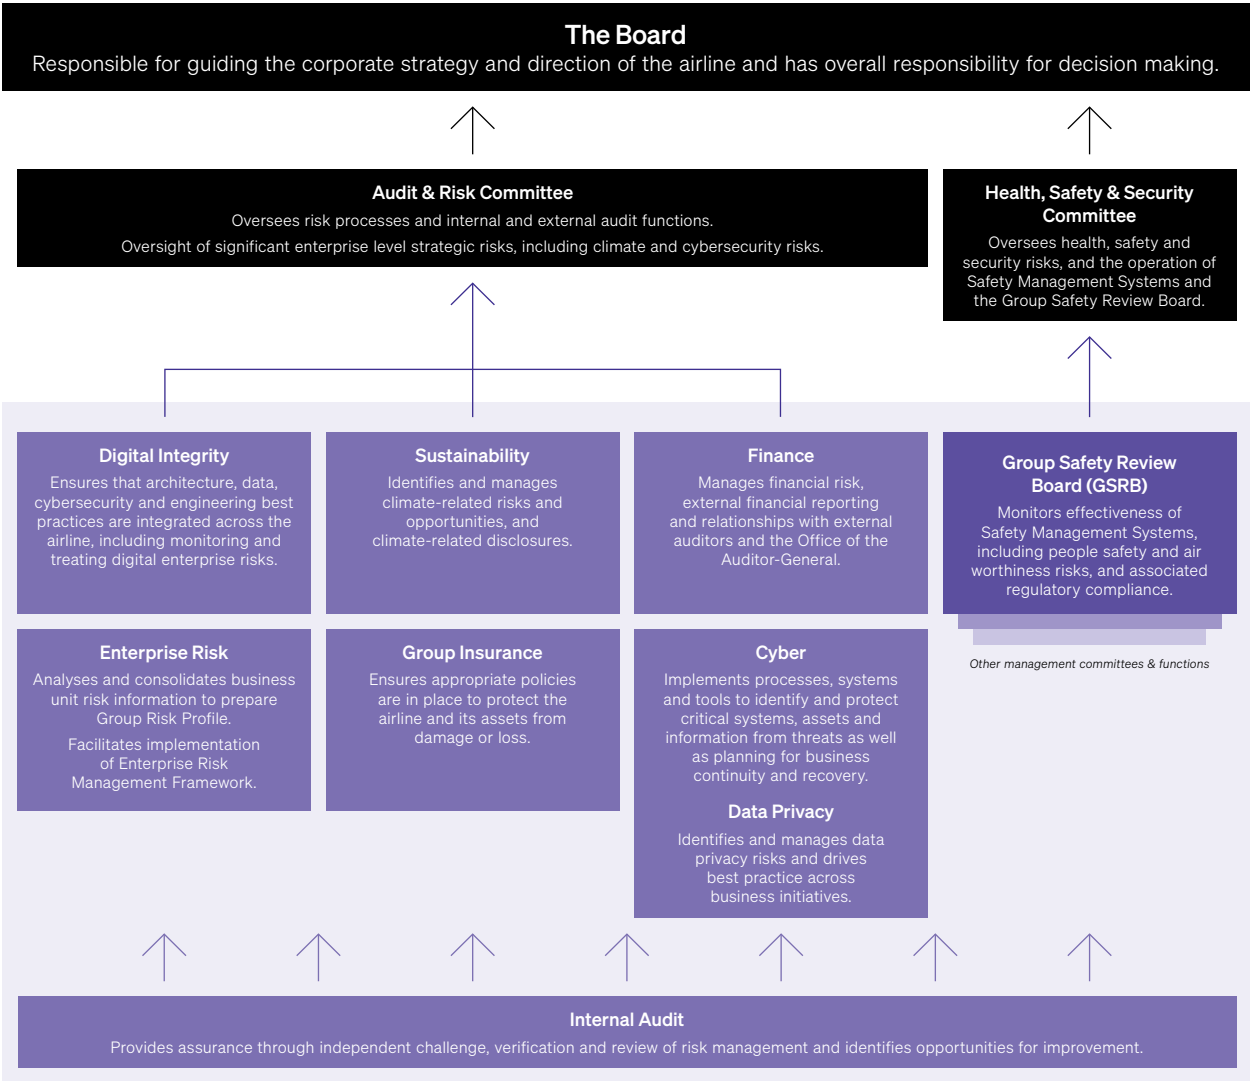 The Board
Responsible for guiding the corporate strategy and direction of the airline and has overall responsibility for decision making.
Audit & Risk Committee
Oversees risk processes and internal and external audit functions.
Oversight of significant enterprise level strategic risks, including climate and cybersecurity risks.
Health, Safety & Security
Committee
Oversees health, safety and
security risks, and the operation of
Safety Management Systems and
the Group Safety Review Board.
Digital Integrity
Ensures that architecture, data,
cybersecurity and engineering best
practices are integrated across the
airline, including monitoring and
treating digital enterprise risks.
Sustainability
Identifies and manages
climate-related risks and
opportunities, and
climate-related disclosures.
Finance
Manages financial risk,
external financial reporting
and relationships with external
auditors and the Office of the
Auditor-General.
Group Safety Review
Board (GSRB)
Monitors effectiveness of
Safety Management Systems,
including people safety and air
worthiness risks, and associated
regulatory compliance.
Other management committees & functions
Enterprise Risk
Analyses and consolidates business
unit risk information to prepare
Group Risk Profile.
Facilitates implementation
of Enterprise Risk
Management Framework.
Group Insurance
Ensures appropriate policies
are in place to protect the
airline and its assets from
damage or loss.
Cyber
Implements processes, systems
and tools to identify and protect
critical systems, assets and
information from threats as well
as planning for business
continuity and recovery.
Data Privacy
Identifies and manages data
privacy risks and drives
best practice across
business initiatives.
Internal Audit
Provides assurance through independent challenge, verification and review of risk management and identifies opportunities for improvement.